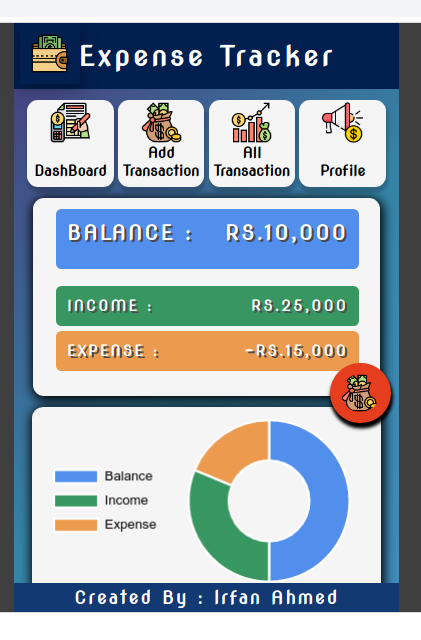 Expense Tracker
DashBoard
Add Transaction
All Transaction
Profile
BALANCE : RS.10,000
INCOME : RS.25,000
EXPENSE : -RS.15,000
Balance
Income
Expense
Created By : Irfan Ahmed